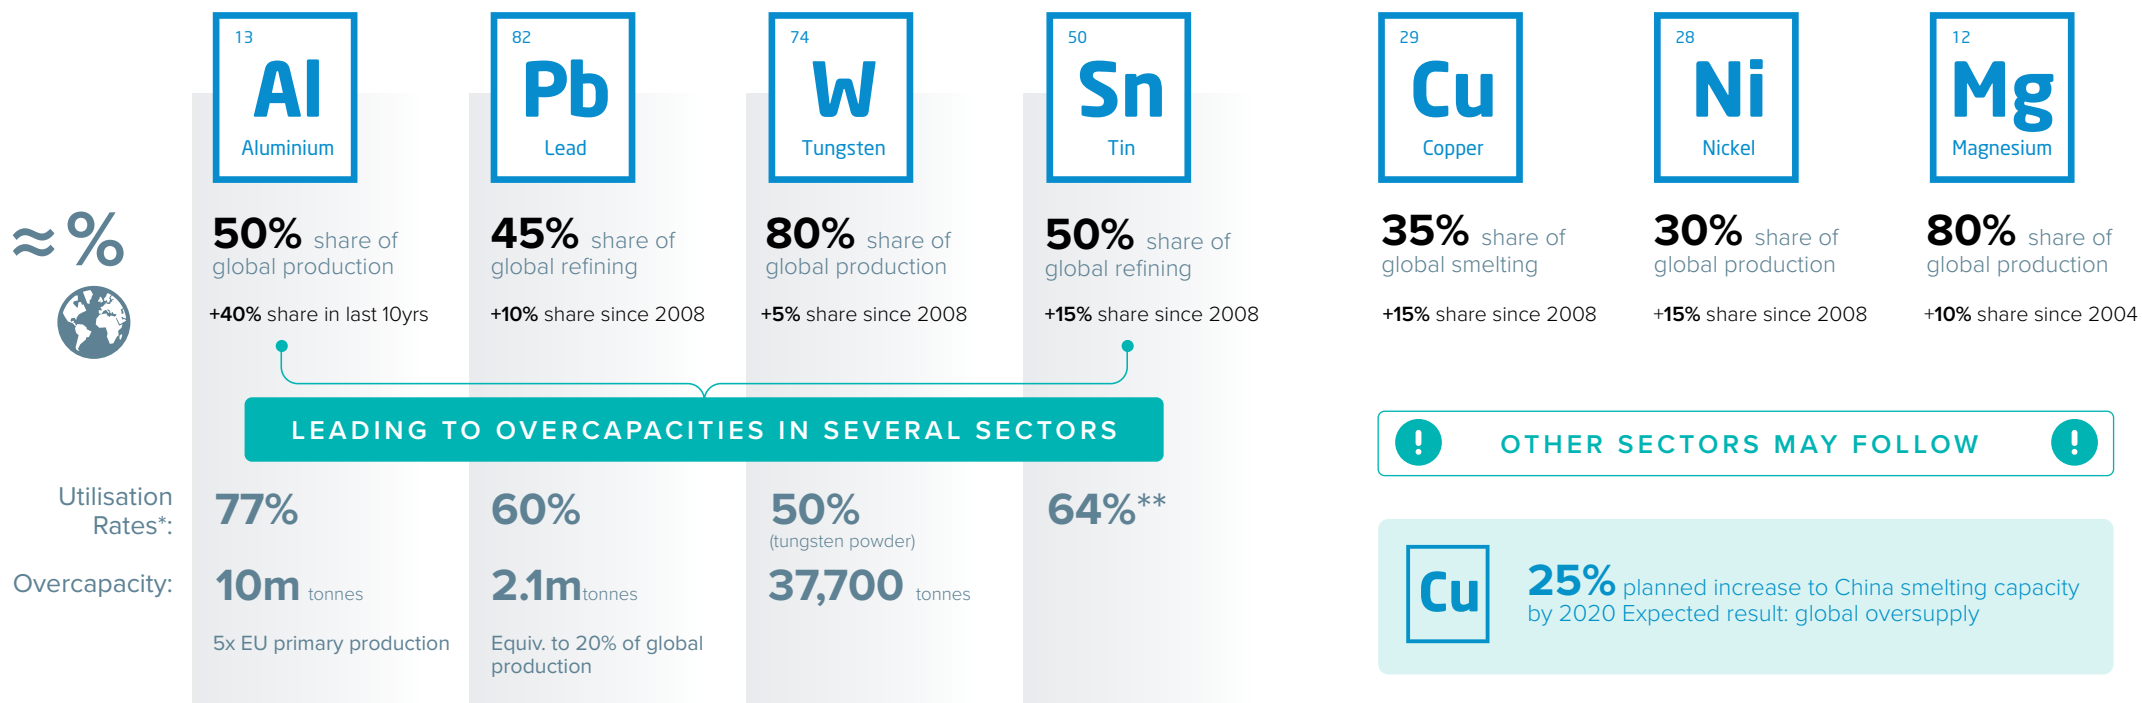 13
Al
Aluminium
82
Pb
Lead
74
W
Tungsten
50
Sn
Tin
29
Cu
Copper
28
Ni
Nickel
12
Mg
Magnesium
≈ %
50% share of
global production
+40% share in last 10yrs
45% share of
global refining
+10% share since 2008
80% share of
global production
+5% share since 2008
50% share of
global refining
+15% share since 2008
35% share of
global smelting
+15% share since 2008
30% share of
global production
+15% share since 2008
80% share of
global production
+10% share since 2004
LEADING TO OVERCAPACITIES IN SEVERAL SECTORS
Utilisation
Rates*:
77%
60%
50%
(tungsten powder)
64%**
Overcapacity:
10m tonnes
5x EU primary production
2.1m tonnes
Equiv. to 20% of global
production
37,700 tonnes
! OTHER SECTORS MAY FOLLOW !
Cu
25% planned increase to China smelting capacity
by 2020 Expected result: global oversupply